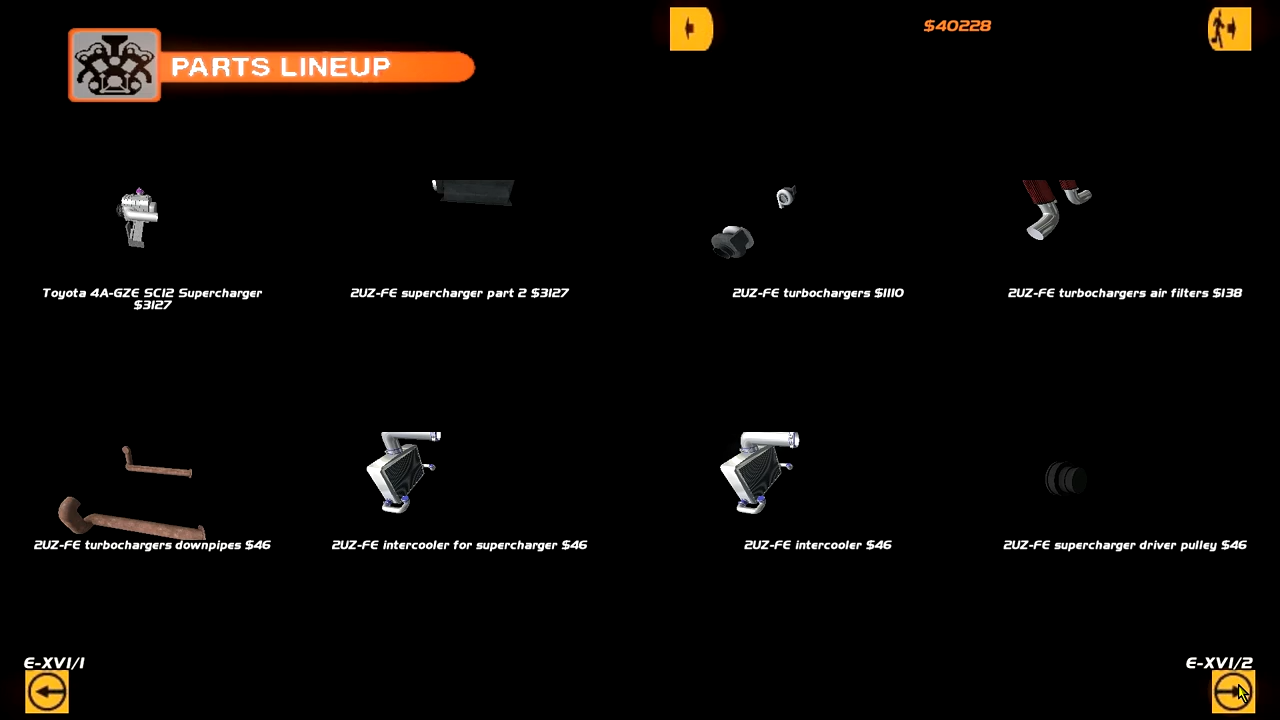 PARTS LINEUP
$40228
Toyota 4A-GZE SC12 Supercharger
$3127
2UZ-FE supercharger part 2 $3127
2UZ-FE turbochargers $1110
2UZ-FE turbochargers air filters $138
2UZ-FE turbochargers downpipes $46
2UZ-FE intercooler for supercharger $46
2UZ-FE intercooler $46
2UZ-FE supercharger driver pulley $46
E-XVI/1
E-XVI/2